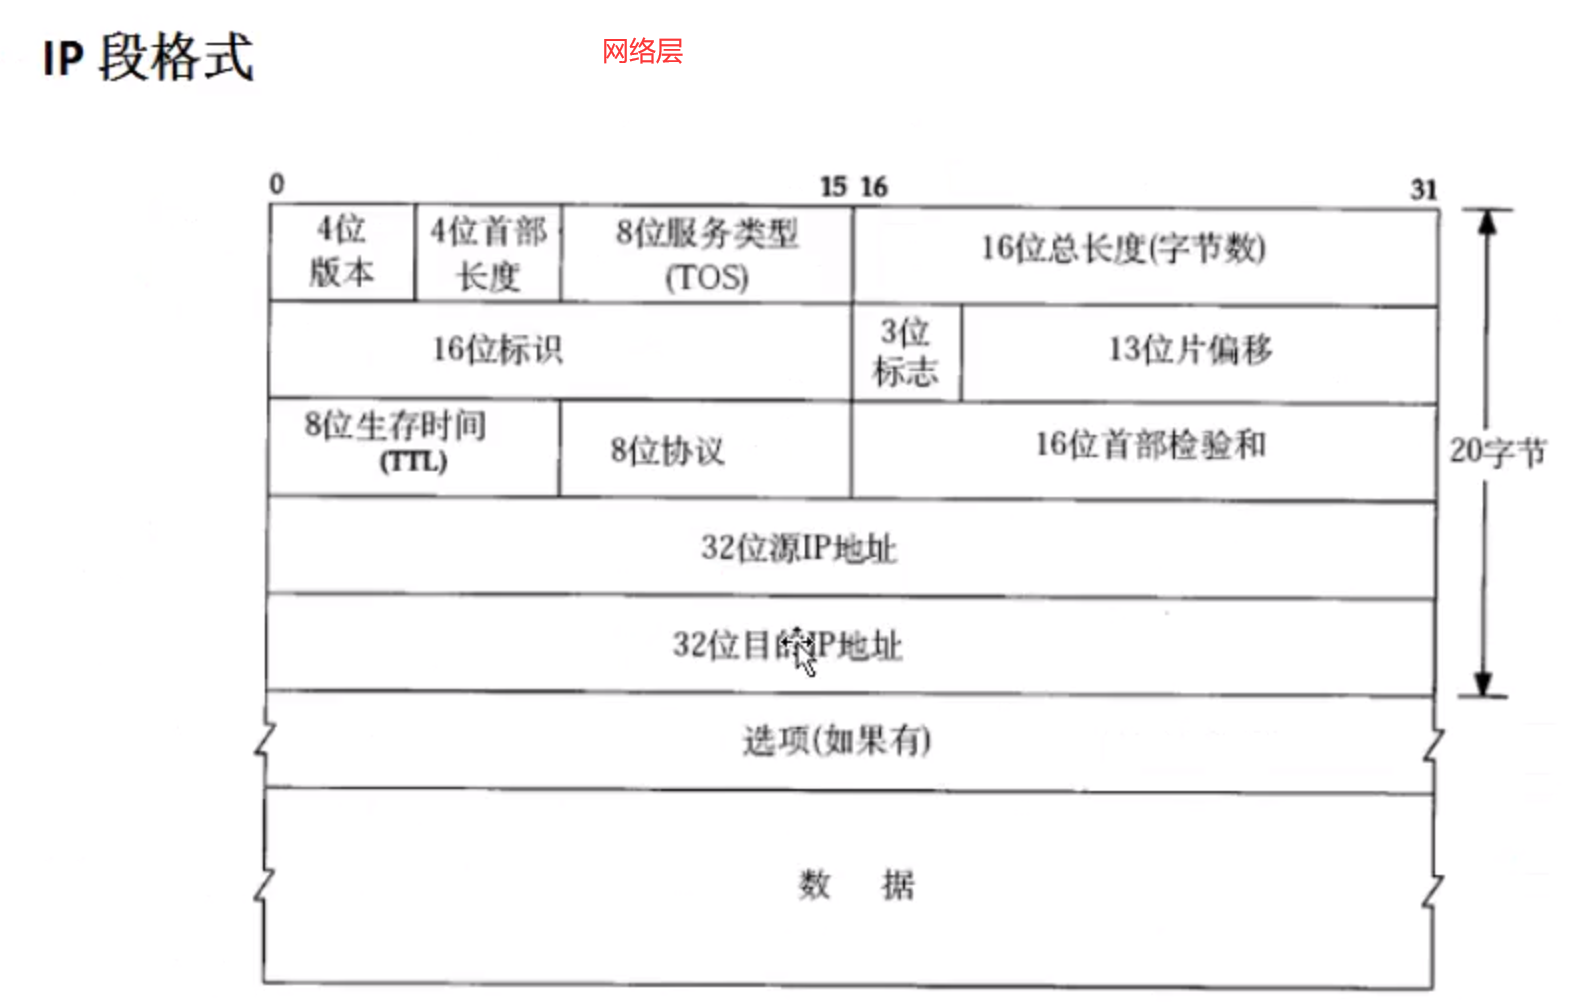 IP 段格式
网络层
0 15 16 31
4位
版本
4位首部
长度
8位服务类型
(TOS)
16位总长度(字节数)
16位标识
3位
标志
13位片偏移
8位生存时间
(TTL)
8位协议
16位首部检验和
20字节
32位源IP地址
32位目的IP地址
选项(如果有)
数 据